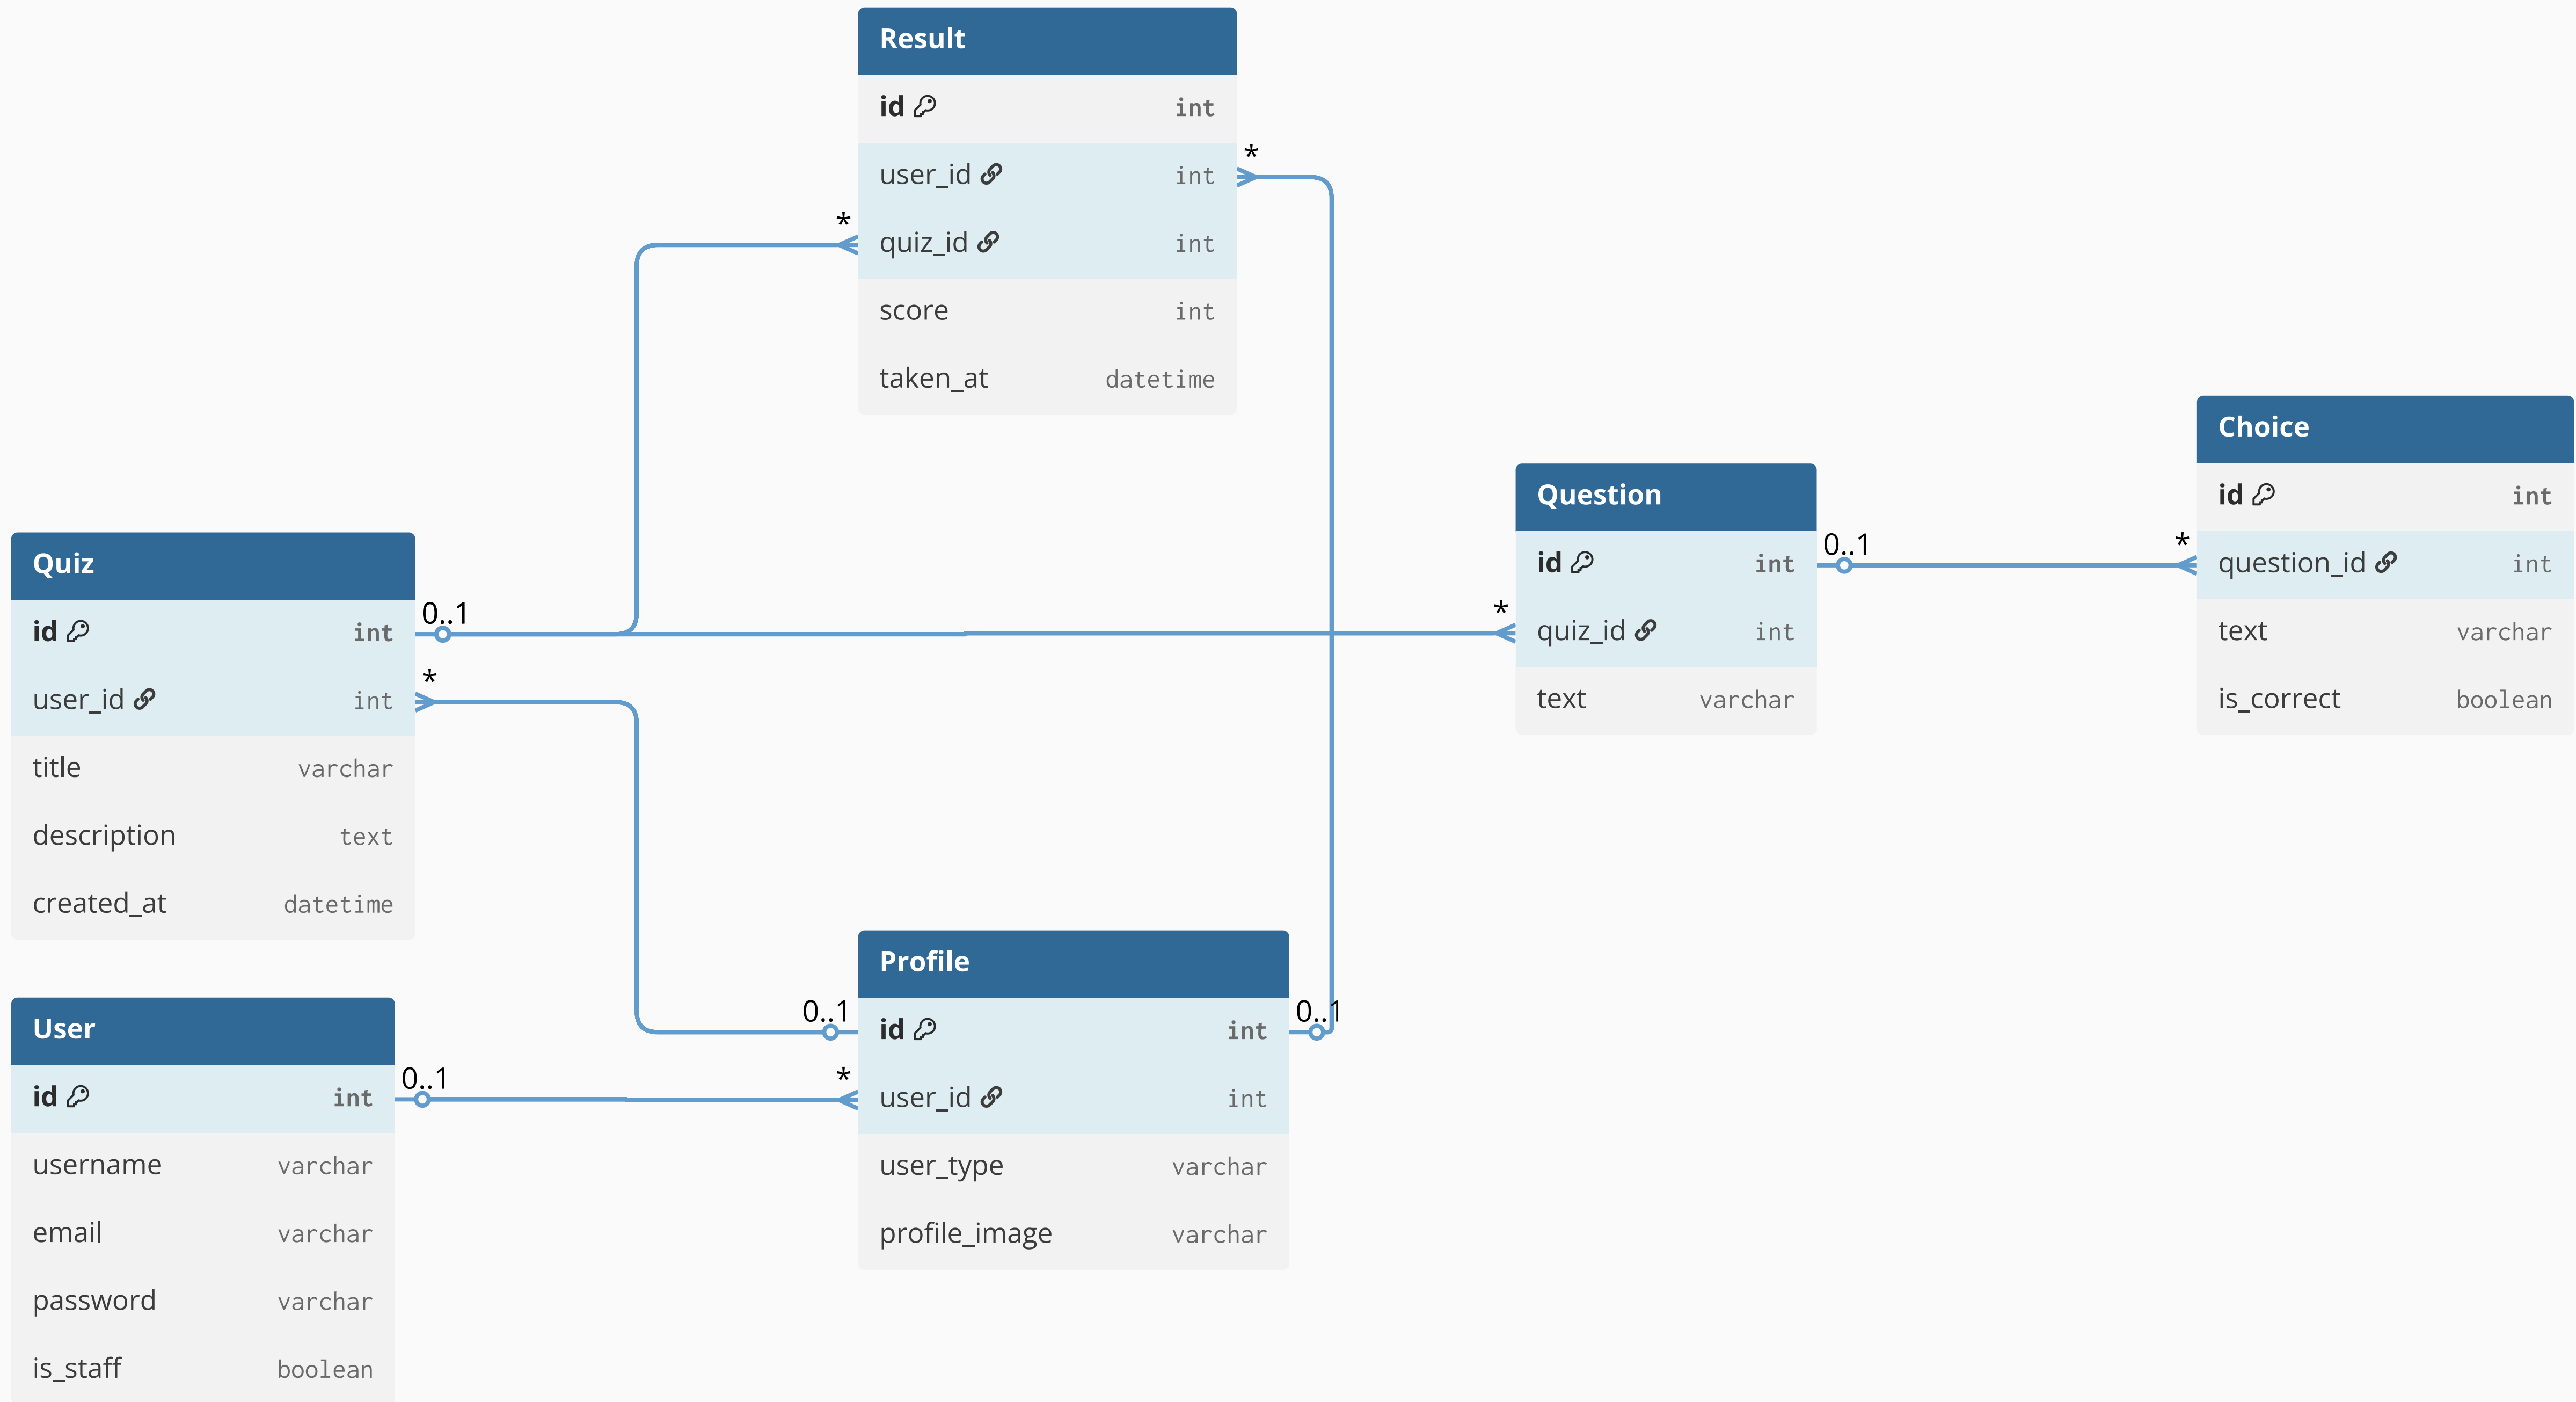 Result
id int
user_id int
quiz_id int
score int
taken_at datetime
*
*
Choice
id int
question_id int
text varchar
is_correct boolean
Question
id int
quiz_id int
text varchar
0..1
*
*
Quiz
id int
user_id int
title varchar
description text
created_at datetime
0..1
*
Profile
id int
user_id int
user_type varchar
profile_image varchar
0..1
0..1
*
User
id int
username varchar
email varchar
password varchar
is_staff boolean
0..1